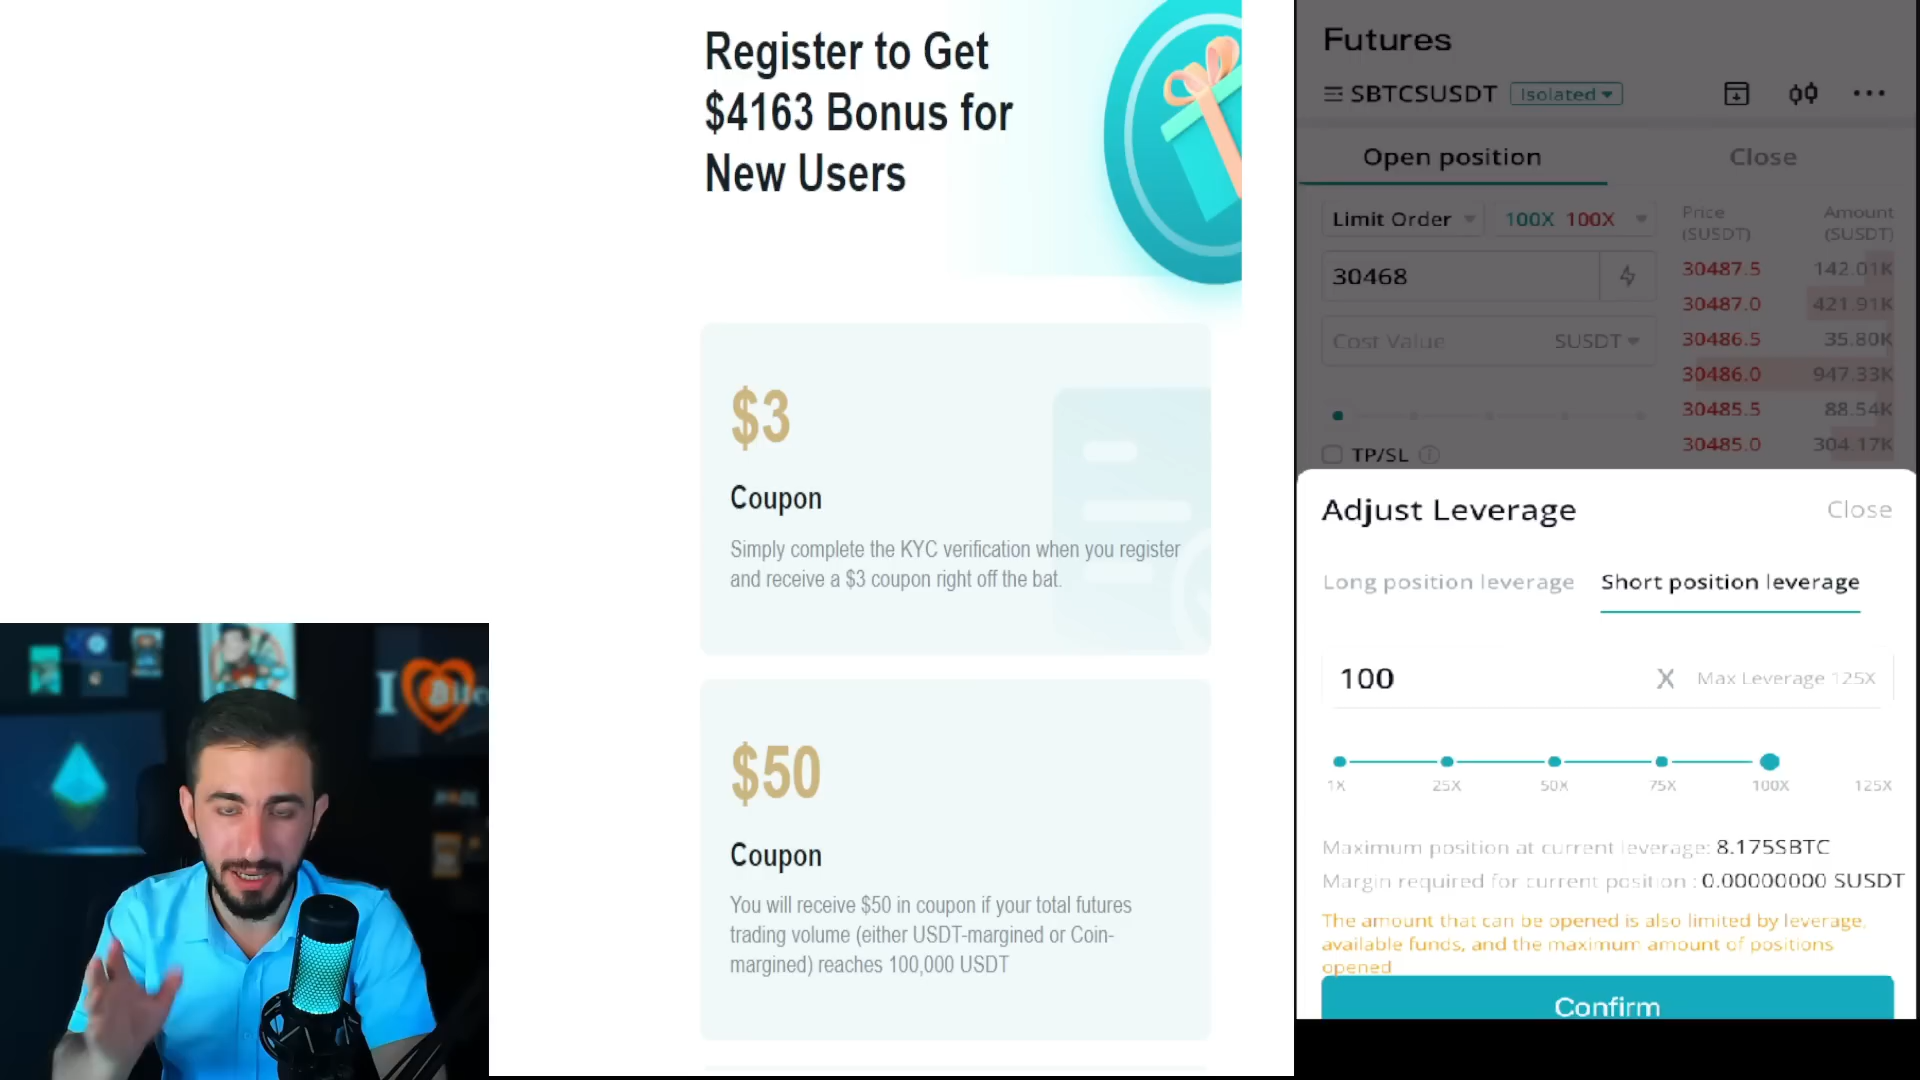 Register to Get
$4163 Bonus for
New Users
$3
Coupon
Simply complete the KYC verification when you register
and receive a $3 coupon right off the bat.
$50
Coupon
You will receive $50 in coupon if your total futures
trading volume (either USDT-margined or Coin-
margined) reaches 100,000 USDT
I
Futures
SBTCSUSDT Isolated
Open position Close
Limit Order 100X 100X
Price Amount
(SUSDT) (SUSDT)
30468
Cost Value SUSDT
30487.5 142.01K
30487.0 421.91K
30486.5 35.80K
30486.0 947.33K
30485.5 88.54K
30485.0 304.17K
TP/SL
Adjust Leverage Close
Long position leverage Short position leverage
100 X Max Leverage 125X
1X 25X 50X 75X 100X 125X
Maximum position at current leverage: 8.175SBTC
Margin required for current position : 0.00000000 SUSDT
The amount that can be opened is also limited by leverage,
available funds, and the maximum amount of positions
opened
Confirm